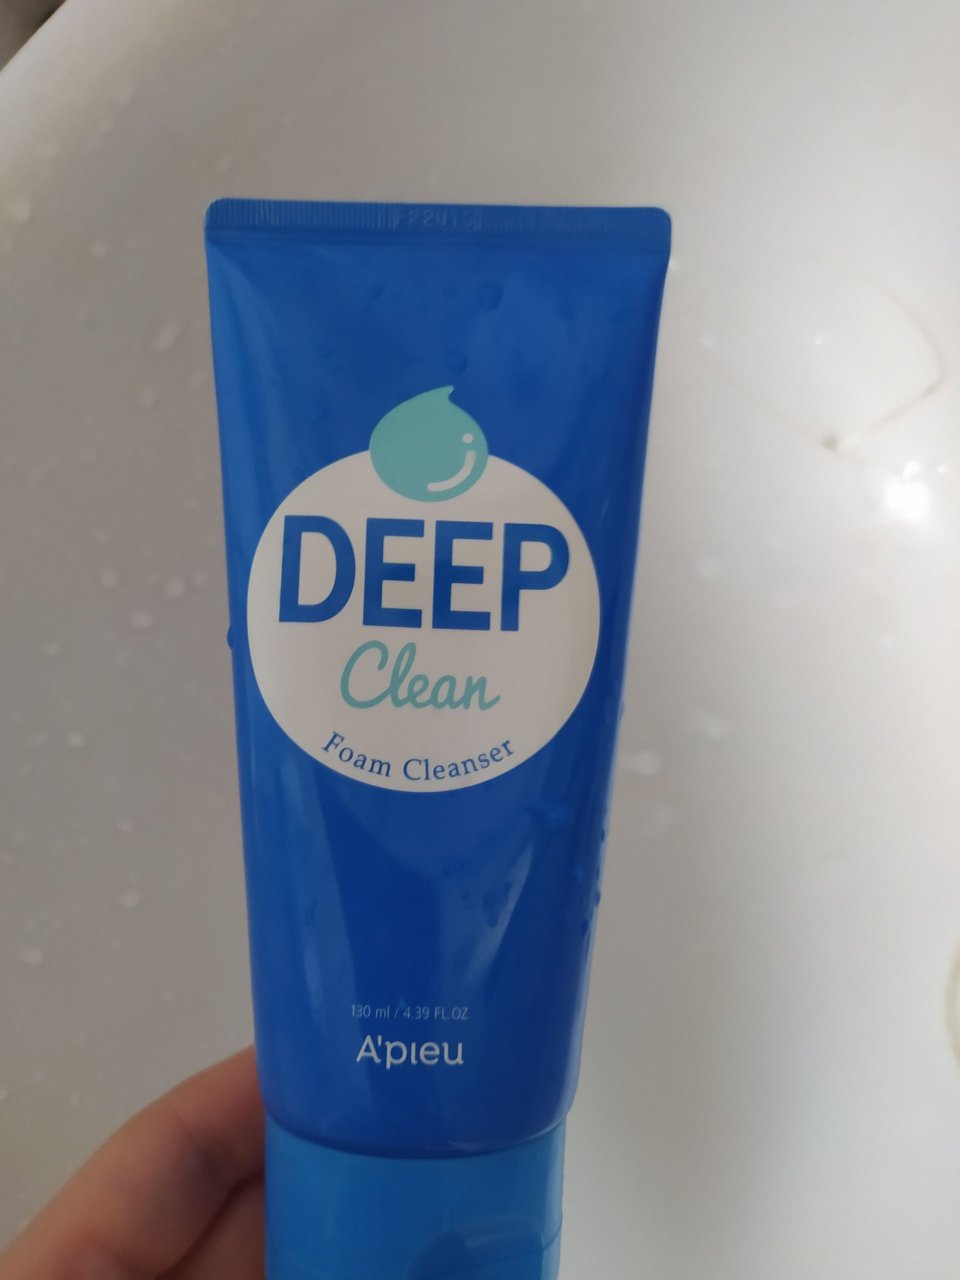 DEEP
Clean
Foam Cleanser
130 ml / 4.39 FL.OZ.
A'pieu